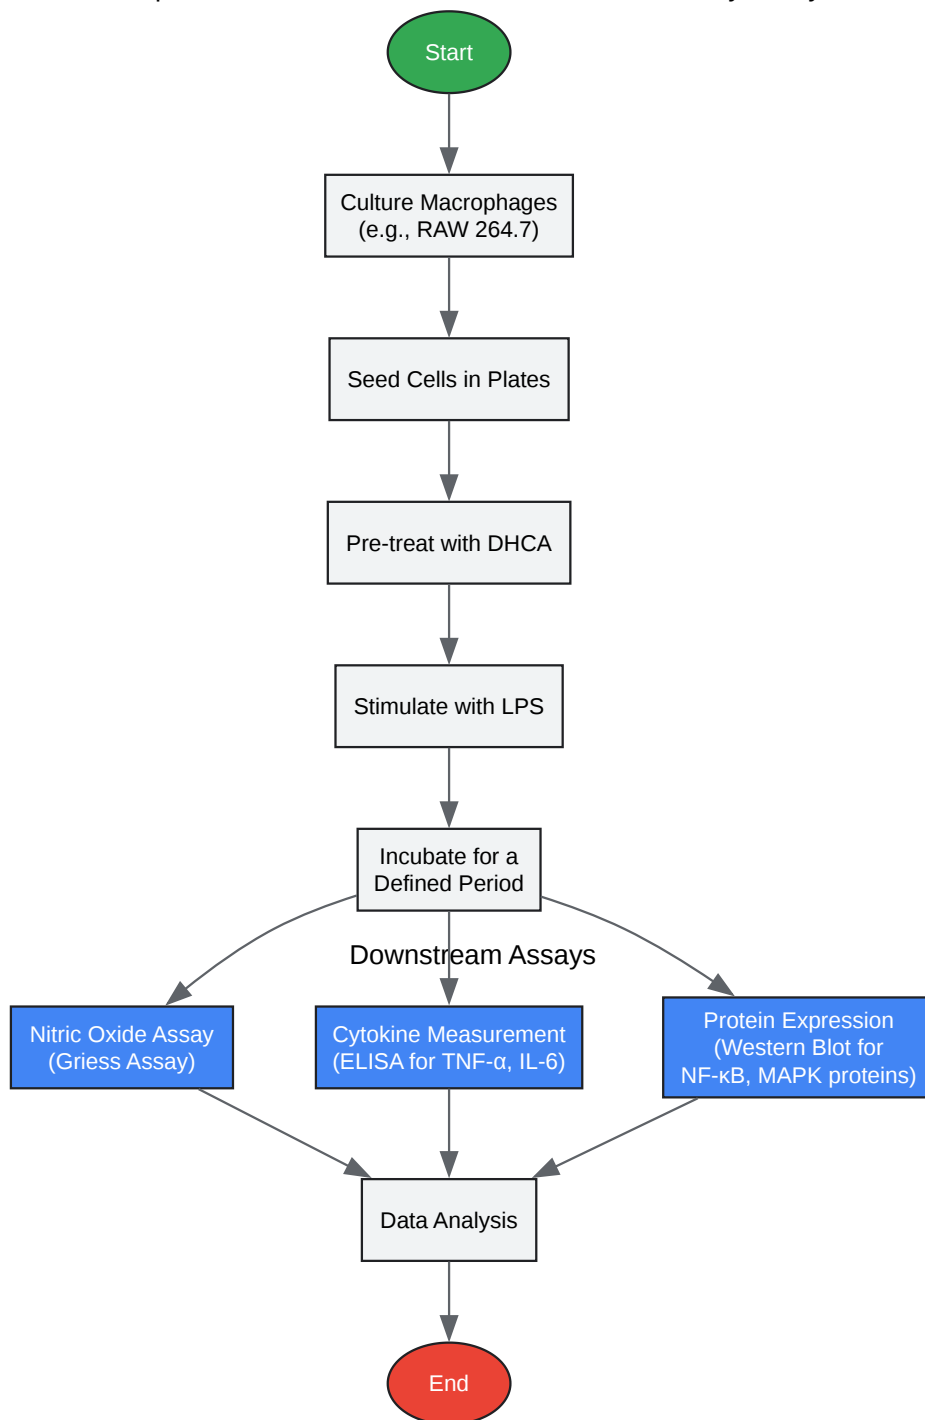 Start
Culture Macrophages
(e.g., RAW 264.7)
Seed Cells in Plates
Pre-treat with DHCA
Stimulate with LPS
Incubate for a
Defined Period
Downstream Assays
Nitric Oxide Assay
(Griess Assay)
Cytokine Measurement
(ELISA for TNF-α, IL-6)
Protein Expression
(Western Blot for
NF-κB, MAPK proteins)
Data Analysis
End